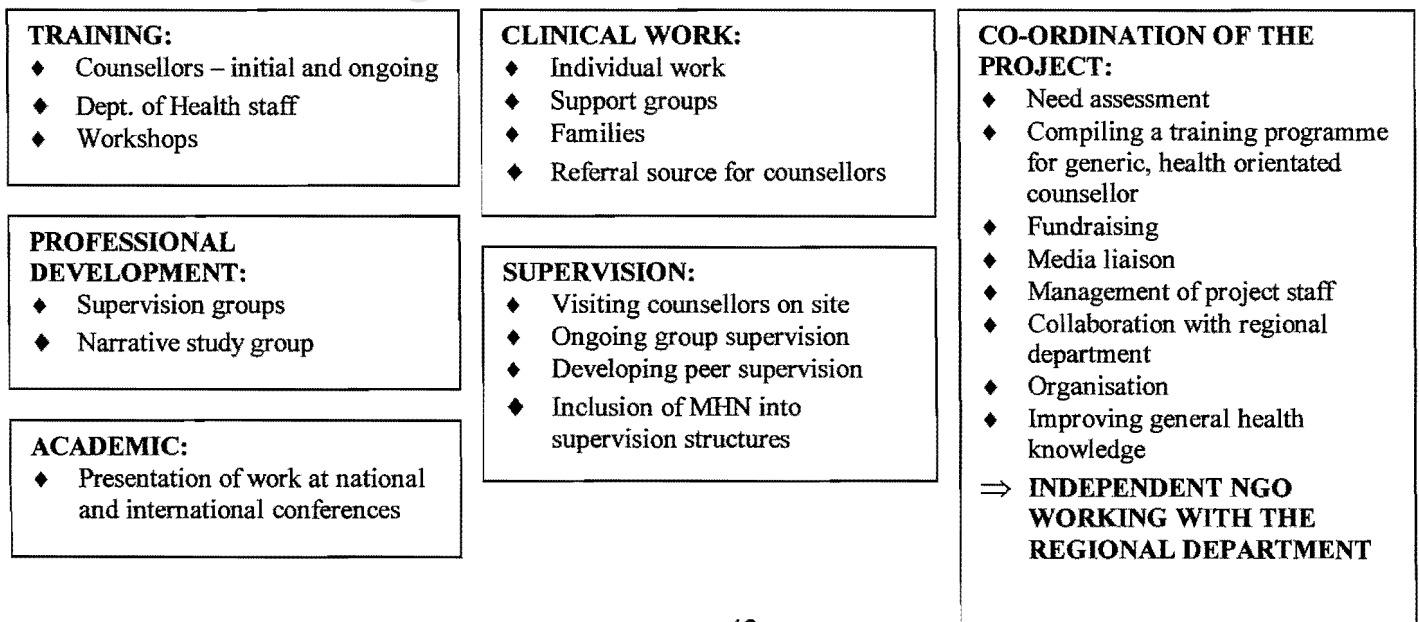 TRAINING:
♦ Counsellors – initial and ongoing
♦ Dept. of Health staff
♦ Workshops
PROFESSIONAL
DEVELOPMENT:
♦ Supervision groups
♦ Narrative study group
ACADEMIC:
♦ Presentation of work at national
and international conferences
CLINICAL WORK:
♦ Individual work
♦ Support groups
♦ Families
♦ Referral source for counsellors
SUPERVISION:
♦ Visiting counsellors on site
♦ Ongoing group supervision
♦ Developing peer supervision
♦ Inclusion of MHN into
supervision structures
CO-ORDINATION OF THE
PROJECT:
♦ Need assessment
♦ Compiling a training programme
for generic, health orientated
counsellor
♦ Fundraising
♦ Media liaison
♦ Management of project staff
♦ Collaboration with regional
department
♦ Organisation
♦ Improving general health
knowledge
⇒ INDEPENDENT NGO
WORKING WITH THE
REGIONAL DEPARTMENT